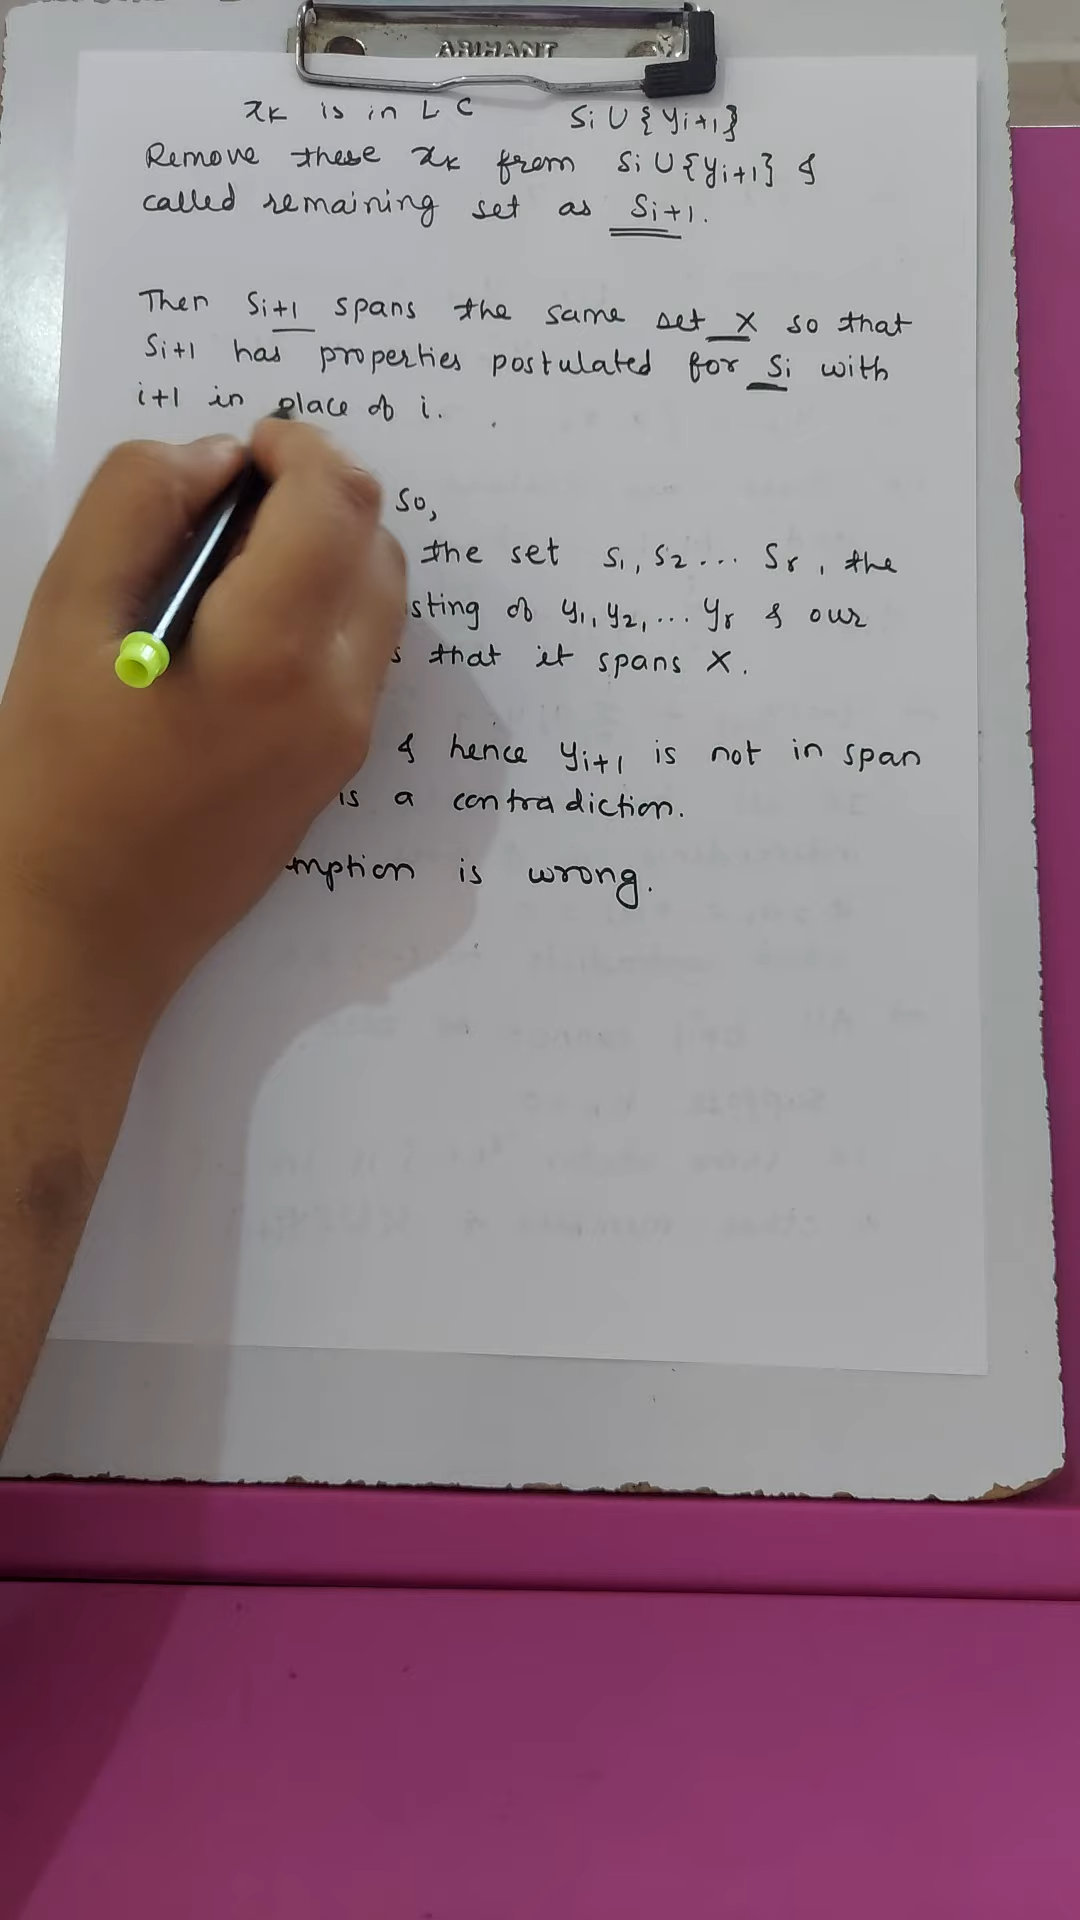 ARIHANT
xk is in L C Si U { yi+1}
Remove these xk from Si U{yi+1} &
called remaining set as Si+1.
Then Si+1 spans the same set X so that
Si+1 has properties postulated for Si with
i+1 in place of i.
So,
the set S1, S2 ... Sr, the
sting of y1, y2, ... yr & our
s that it spans X.
& hence yi+1 is not in span
is a contradiction.
mption is wrong.